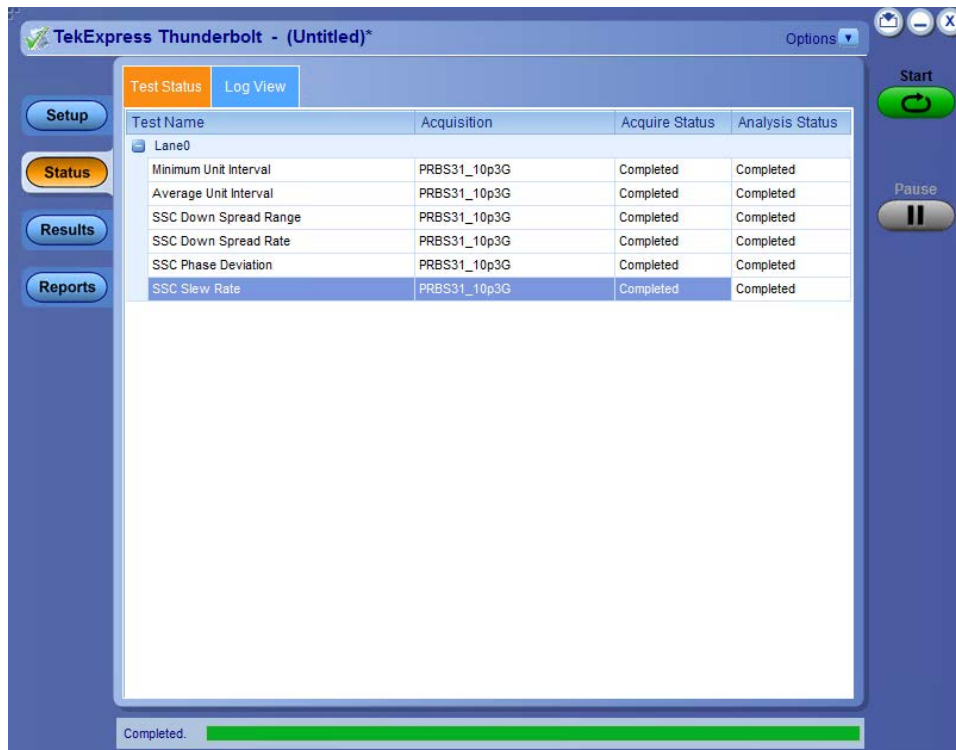 TekExpress Thunderbolt - (Untitled)*
Options
X
Start
Pause
Setup
Status
Results
Reports
Test Status Log View
Test Name Acquisition Acquire Status Analysis Status
Lane0
Minimum Unit Interval PRBS31_10p3G Completed Completed
Average Unit Interval PRBS31_10p3G Completed Completed
SSC Down Spread Range PRBS31_10p3G Completed Completed
SSC Down Spread Rate PRBS31_10p3G Completed Completed
SSC Phase Deviation PRBS31_10p3G Completed Completed
SSC Slew Rate PRBS31_10p3G Completed Completed
Completed.